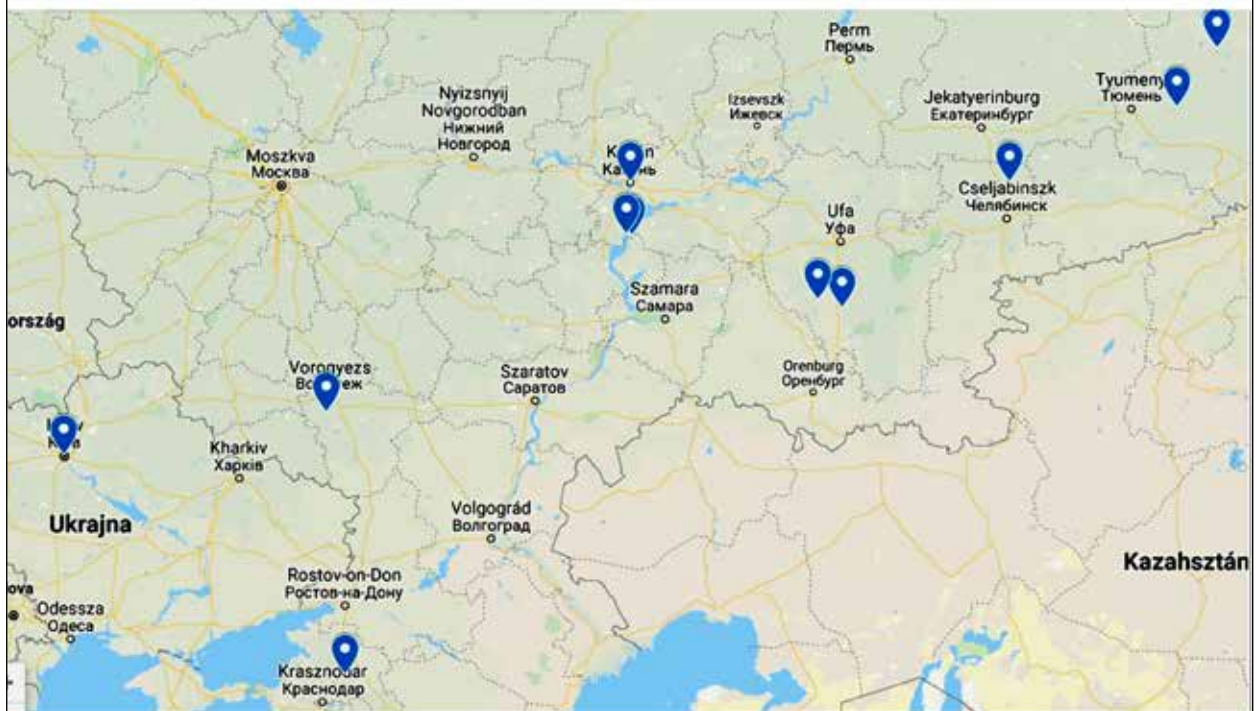 Perm
Пермь
Tyumeny
Тюмень
Nyizsnyij
Novgorodban
Нижний
Новгород
Izsevszk
Ижевск
Jekatyerinburg
Екатеринбург
Moszkva
Москва
Cseljabinszk
Челябинск
Ufa
Уфа
Szamara
Самара
ország
Voronyezs
Szaratov
Саратов
Orenburg
Оренбург
Kharkiv
Харків
Volgográd
Волгоград
Ukrajna
Kazahsztán
Rostov-on-Don
Ростов-на-Дону
ova
Odessza
Одеса
Krasznodar
Краснодар